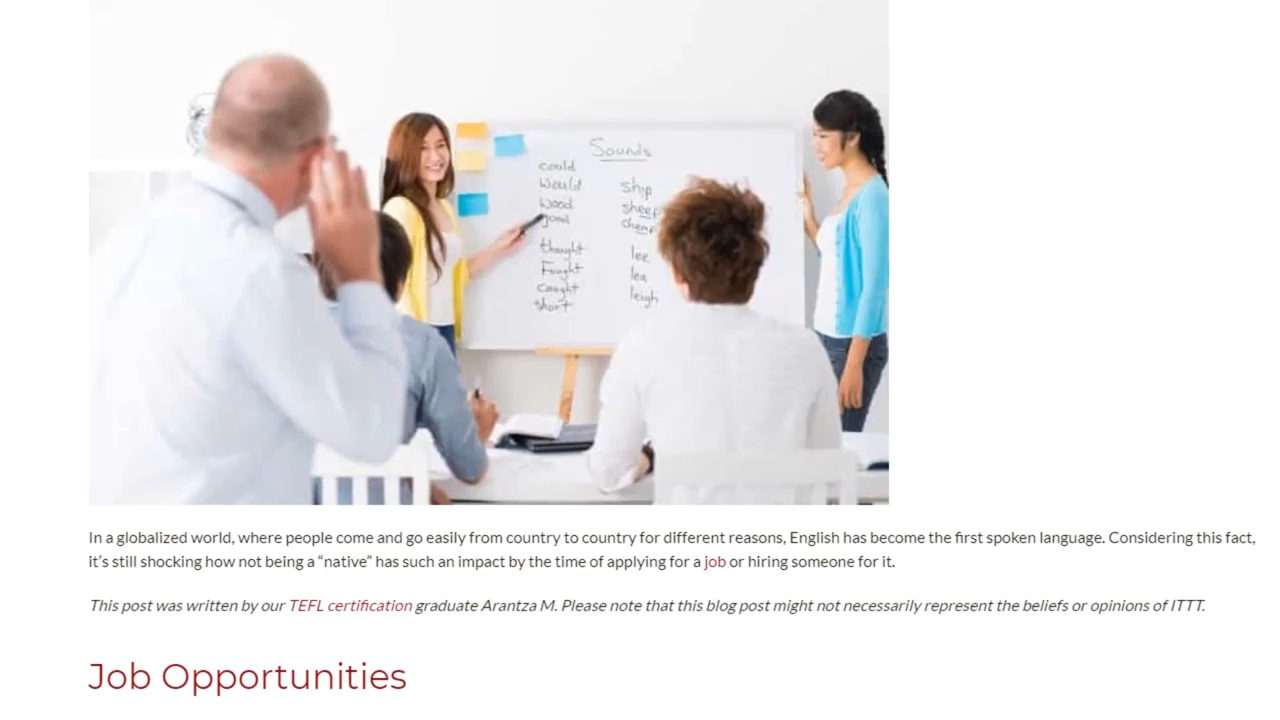 Sounds
could
would
wood
good
thought
Fought
caught
short
ship
sheep
cheap
lee
lea
leigh
In a globalized world, where people come and go easily from country to country for different reasons, English has become the first spoken language. Considering this fact,
it’s still shocking how not being a “native” has such an impact by the time of applying for a job or hiring someone for it.
This post was written by our TEFL certification graduate Arantza M. Please note that this blog post might not necessarily represent the beliefs or opinions of ITTT.
Job Opportunities